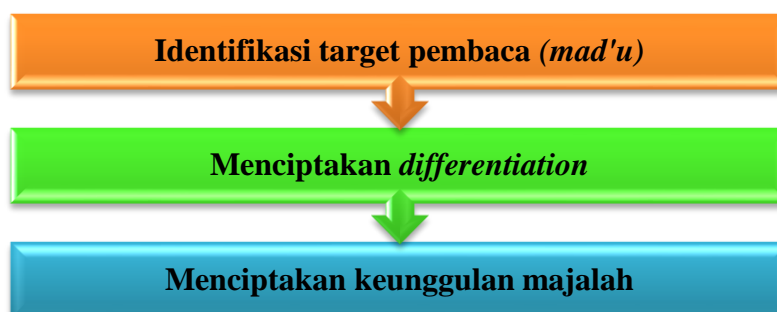 Identifikasi target pembaca (mad'u)
Menciptakan differentiation
Menciptakan keunggulan majalah